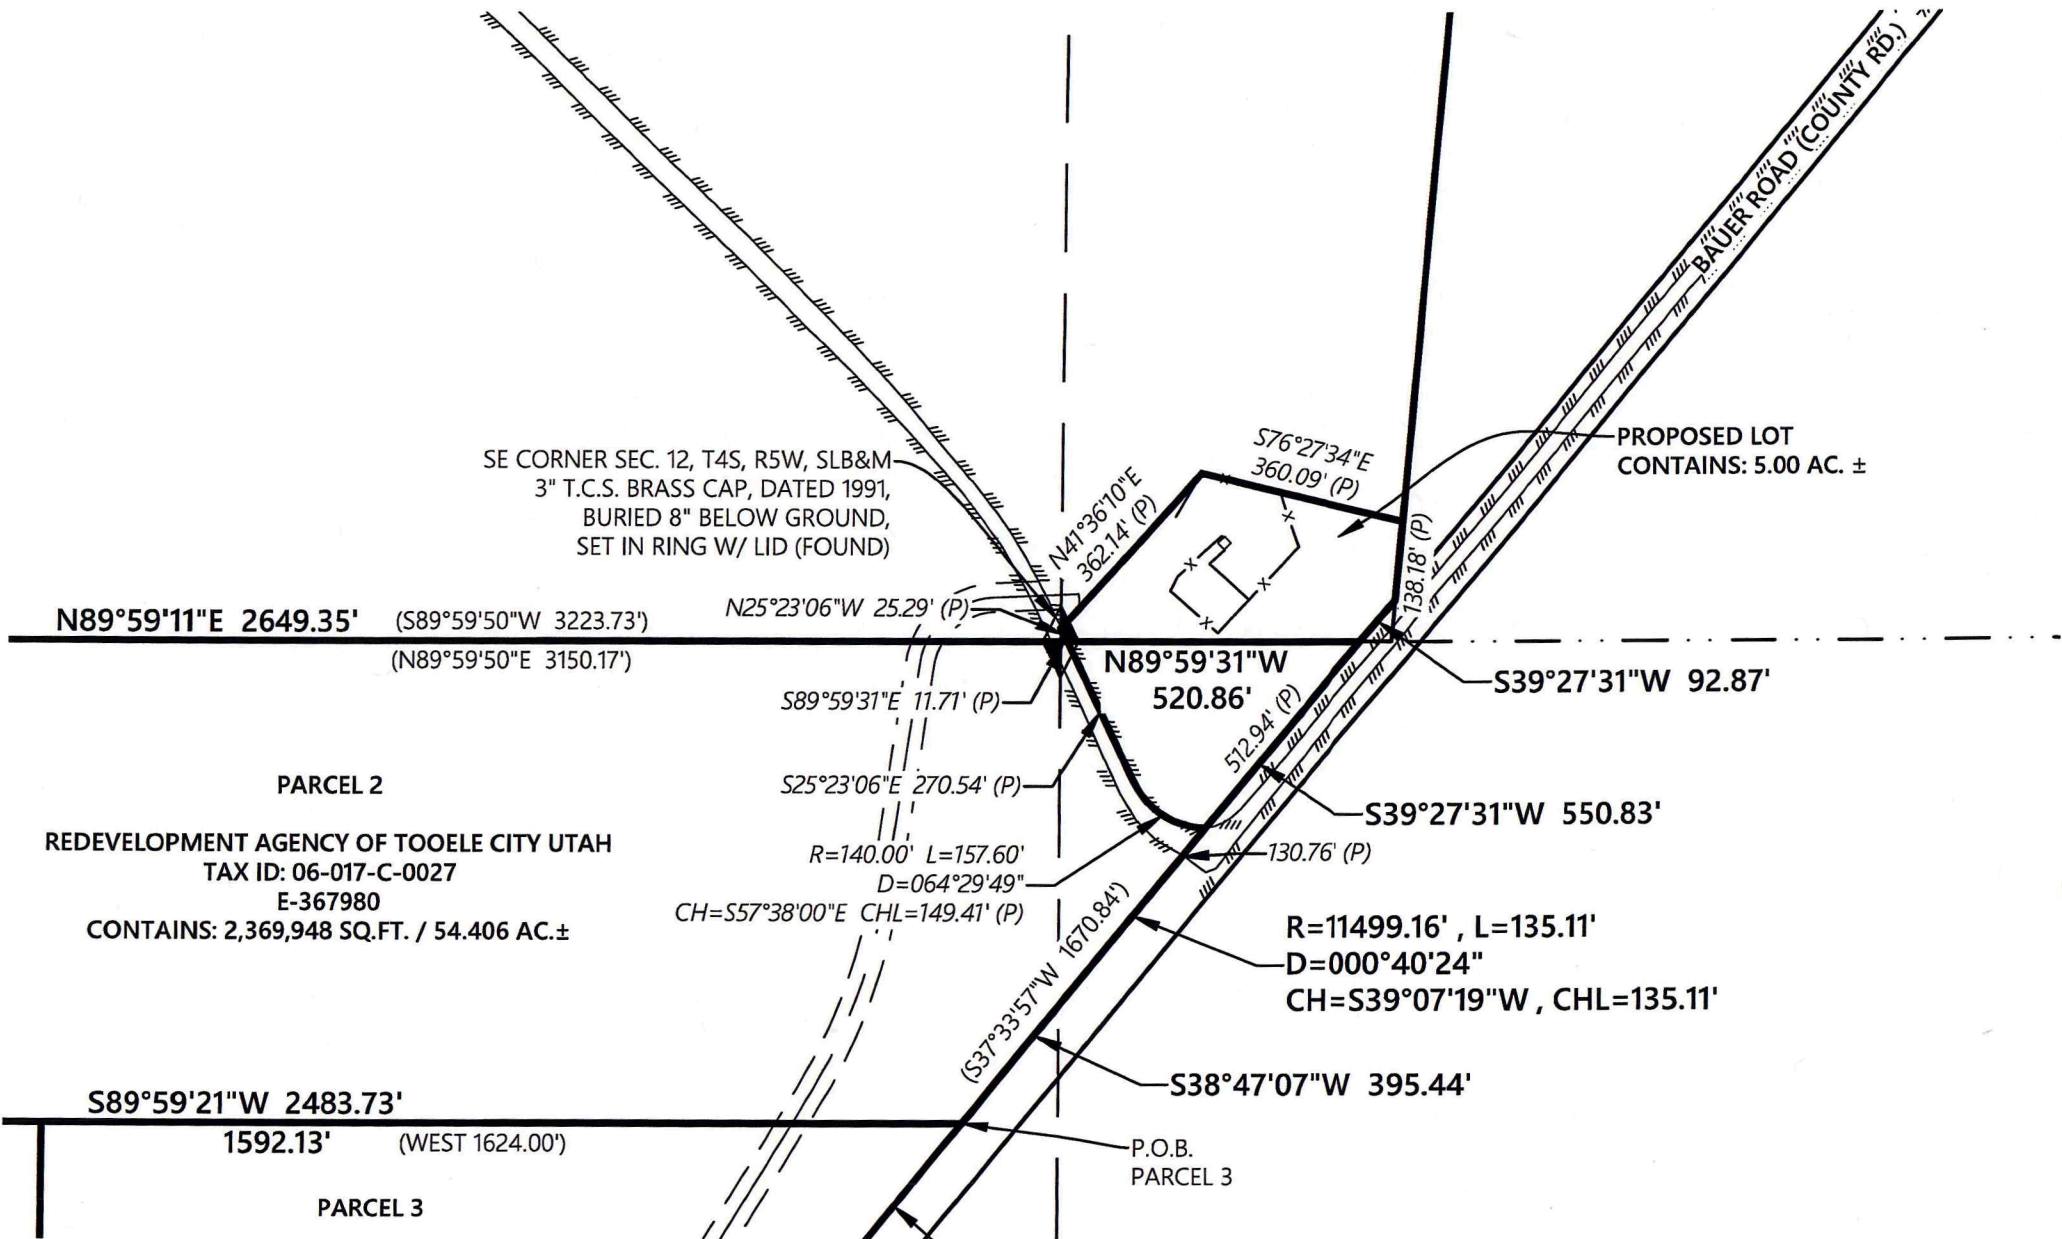 BAUER ROAD (COUNTY RD.)
SE CORNER SEC. 12, T4S, R5W, SLB&M
3" T.C.S. BRASS CAP, DATED 1991,
BURIED 8" BELOW GROUND,
SET IN RING W/ LID (FOUND)
N41°36'10"E
362.14' (P)
S76°27'34"E
360.09' (P)
PROPOSED LOT
CONTAINS: 5.00 AC. ±
138.18' (P)
N89°59'11"E 2649.35' (S89°59'50"W 3223.73')
(N89°59'50"E 3150.17')
N25°23'06"W 25.29' (P)
N89°59'31"W
520.86'
S39°27'31"W 92.87'
S89°59'31"E 11.71' (P)
512.94' (P)
S25°23'06"E 270.54' (P)
S39°27'31"W 550.83'
PARCEL 2
REDEVELOPMENT AGENCY OF TOOELE CITY UTAH
TAX ID: 06-017-C-0027
E-367980
CONTAINS: 2,369,948 SQ.FT. / 54.406 AC.±
R=140.00' L=157.60'
D=064°29'49"
CH=S57°38'00"E CHL=149.41' (P)
130.76' (P)
(S37°33'57"W 1670.84')
R=11499.16' , L=135.11'
D=000°40'24"
CH=S39°07'19"W , CHL=135.11'
S38°47'07"W 395.44'
S89°59'21"W 2483.73'
1592.13' (WEST 1624.00')
P.O.B.
PARCEL 3
PARCEL 3